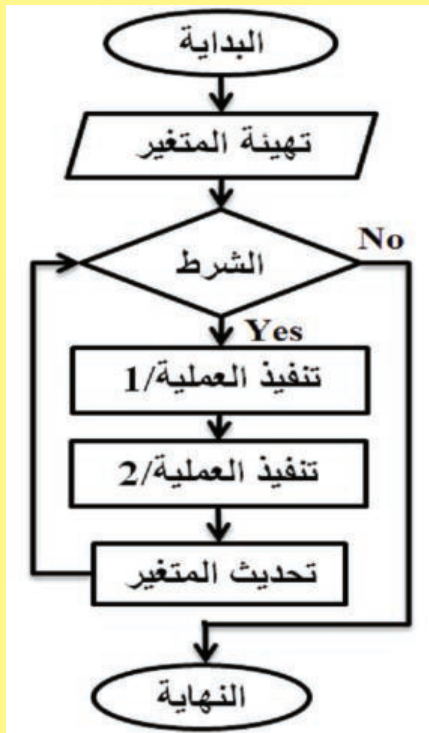 البداية
تهيئة المتغير
الشرط
No
Yes
تنفيذ العملية/1
تنفيذ العملية/2
تحديث المتغير
النهاية